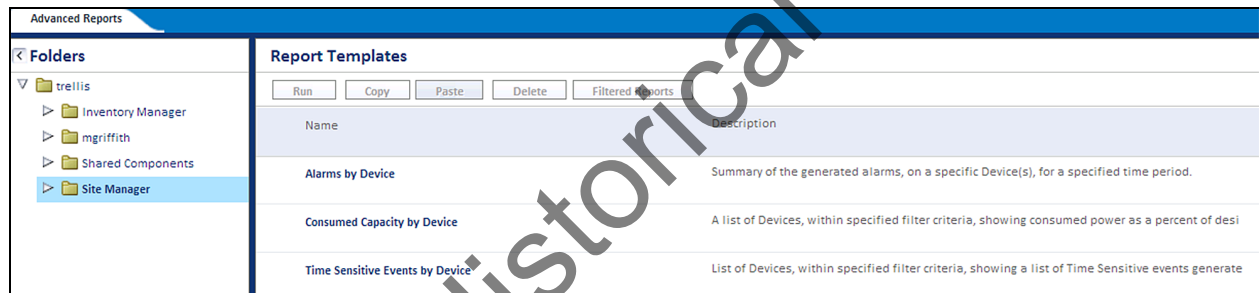 Advanced Reports
Folders
Report Templates
trellis
Inventory Manager
mgriffith
Shared Components
Site Manager
Run Copy Paste Delete Filtered Reports
Name Description
Alarms by Device Summary of the generated alarms, on a specific Device(s), for a specified time period.
Consumed Capacity by Device A list of Devices, within specified filter criteria, showing consumed power as a percent of desi
Time Sensitive Events by Device List of Devices, within specified filter criteria, showing a list of Time Sensitive events generate
Historical